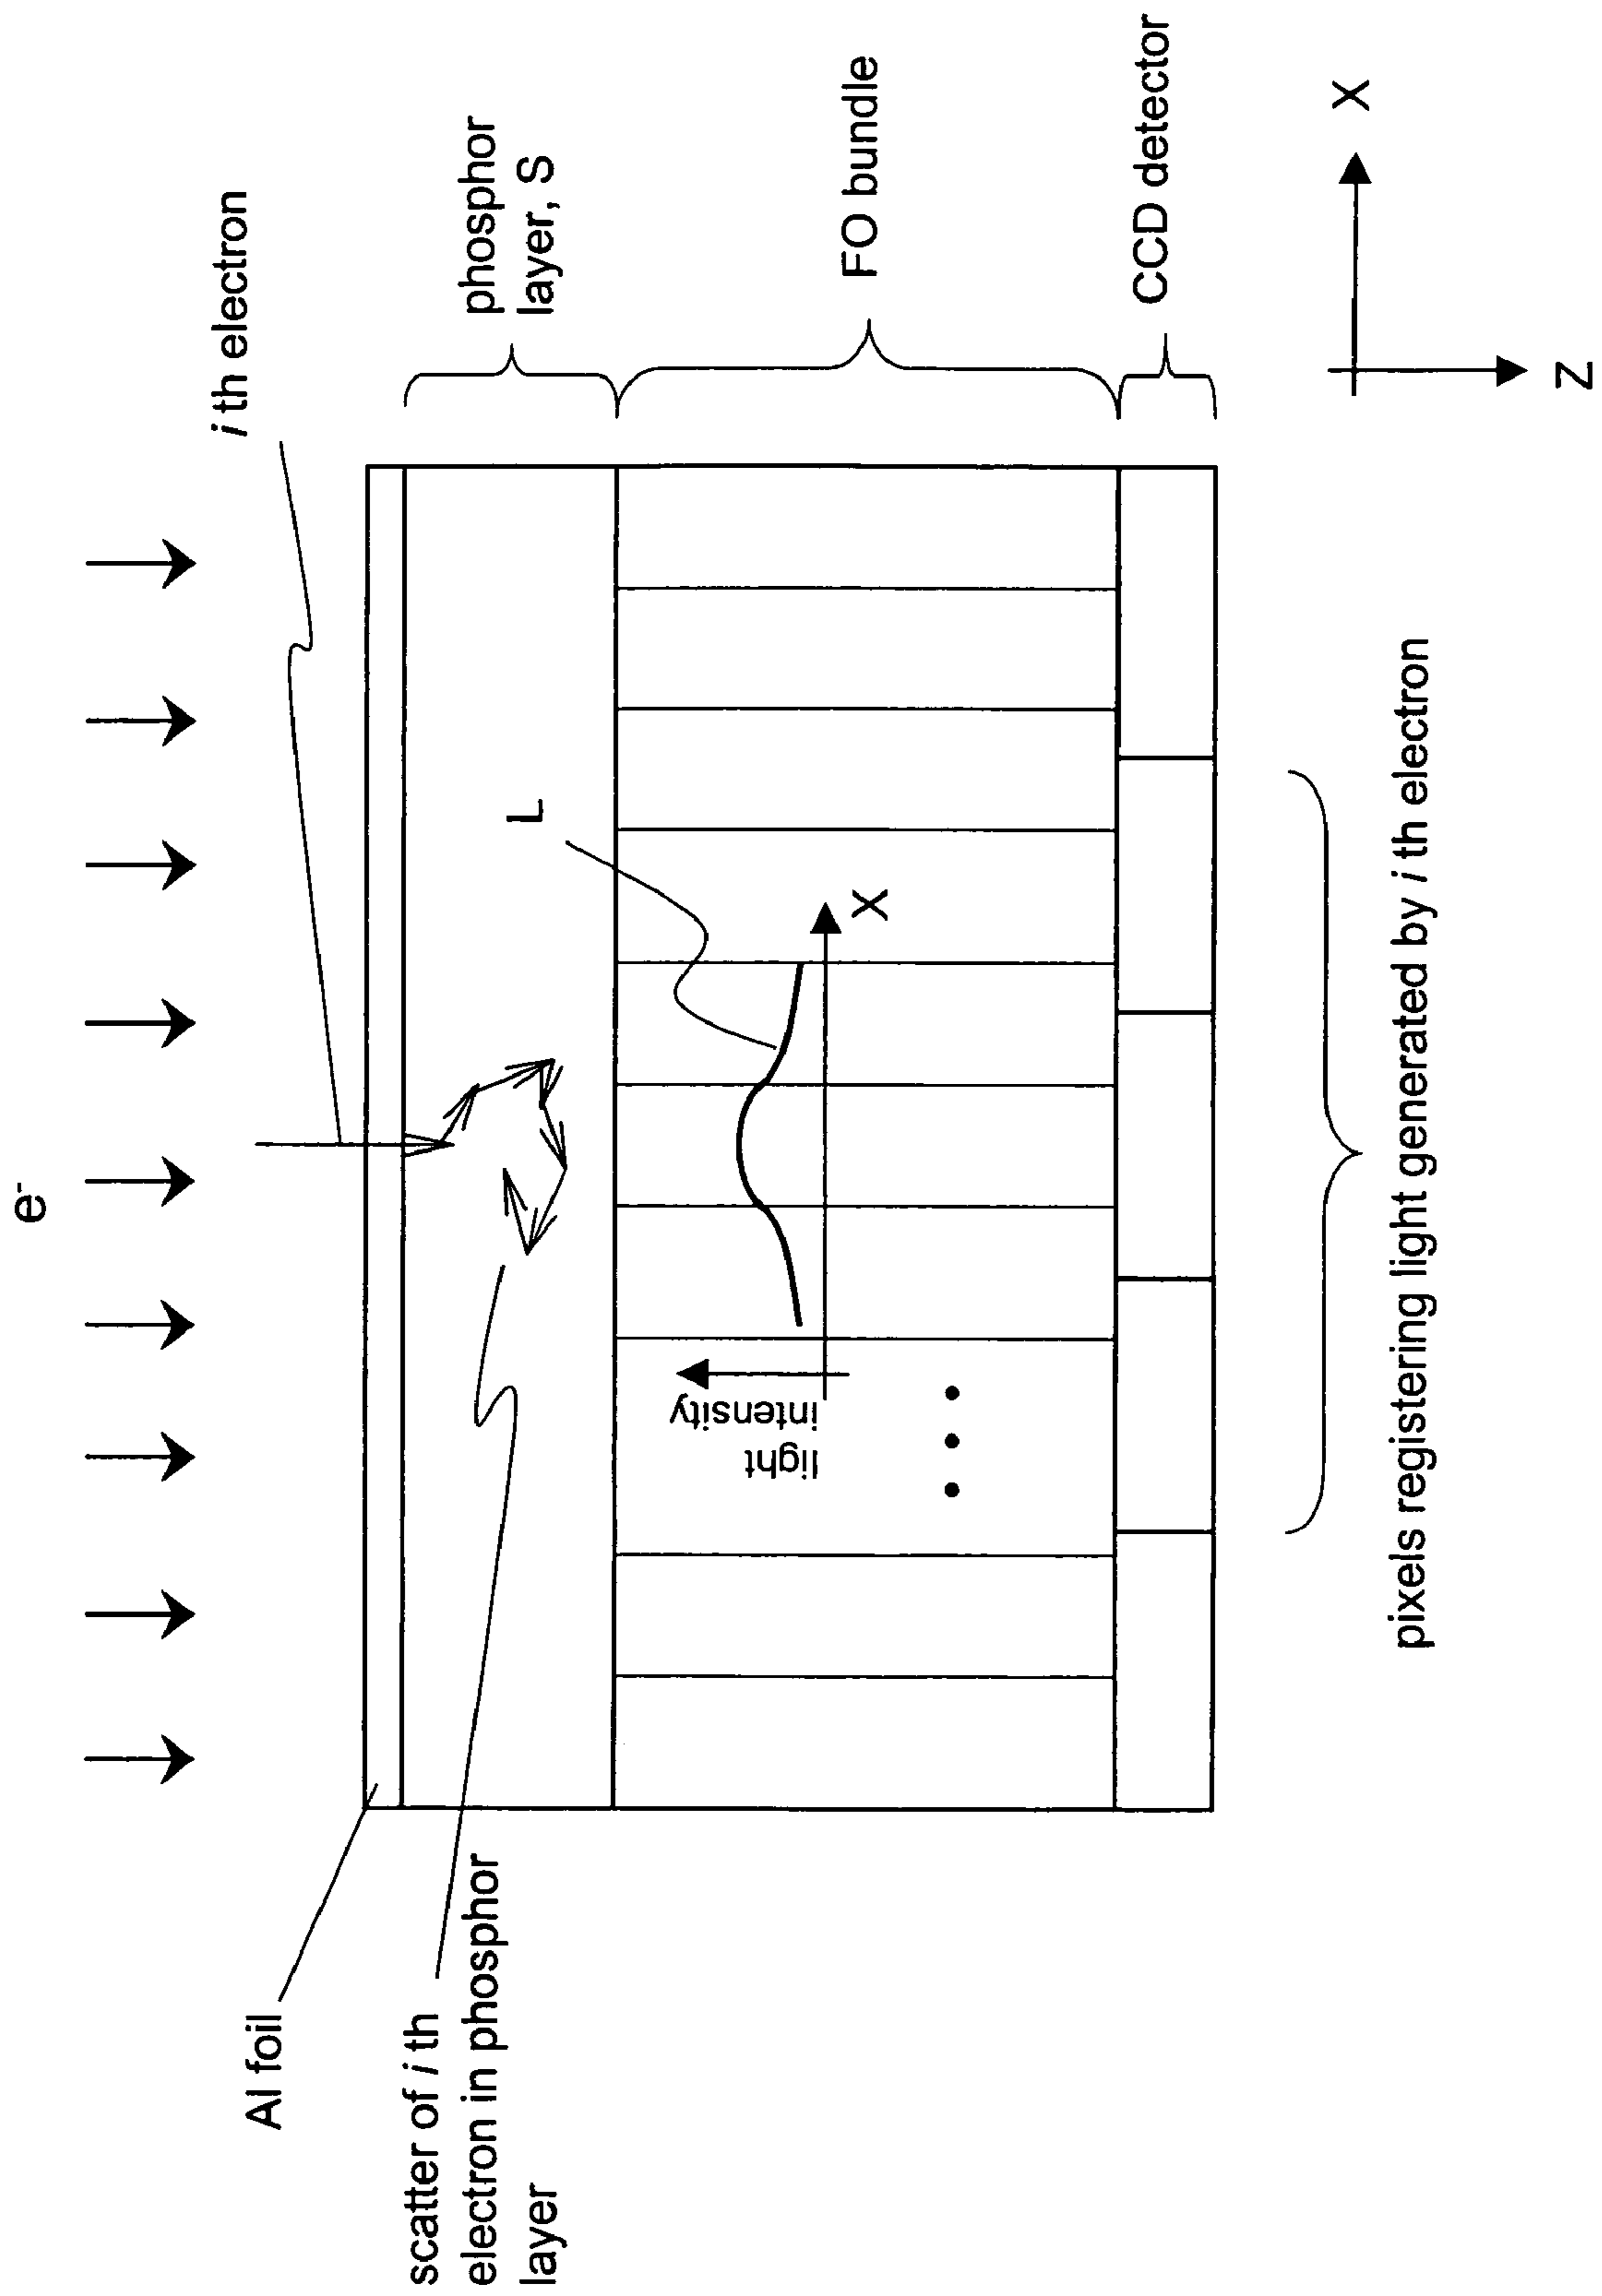 e-
i th electron
Al foil
phosphor
layer, S
scatter of i th
electron in phosphor
layer
L
light
intensity
X
FO bundle
CCD detector
X
Z
pixels registering light generated by i th electron